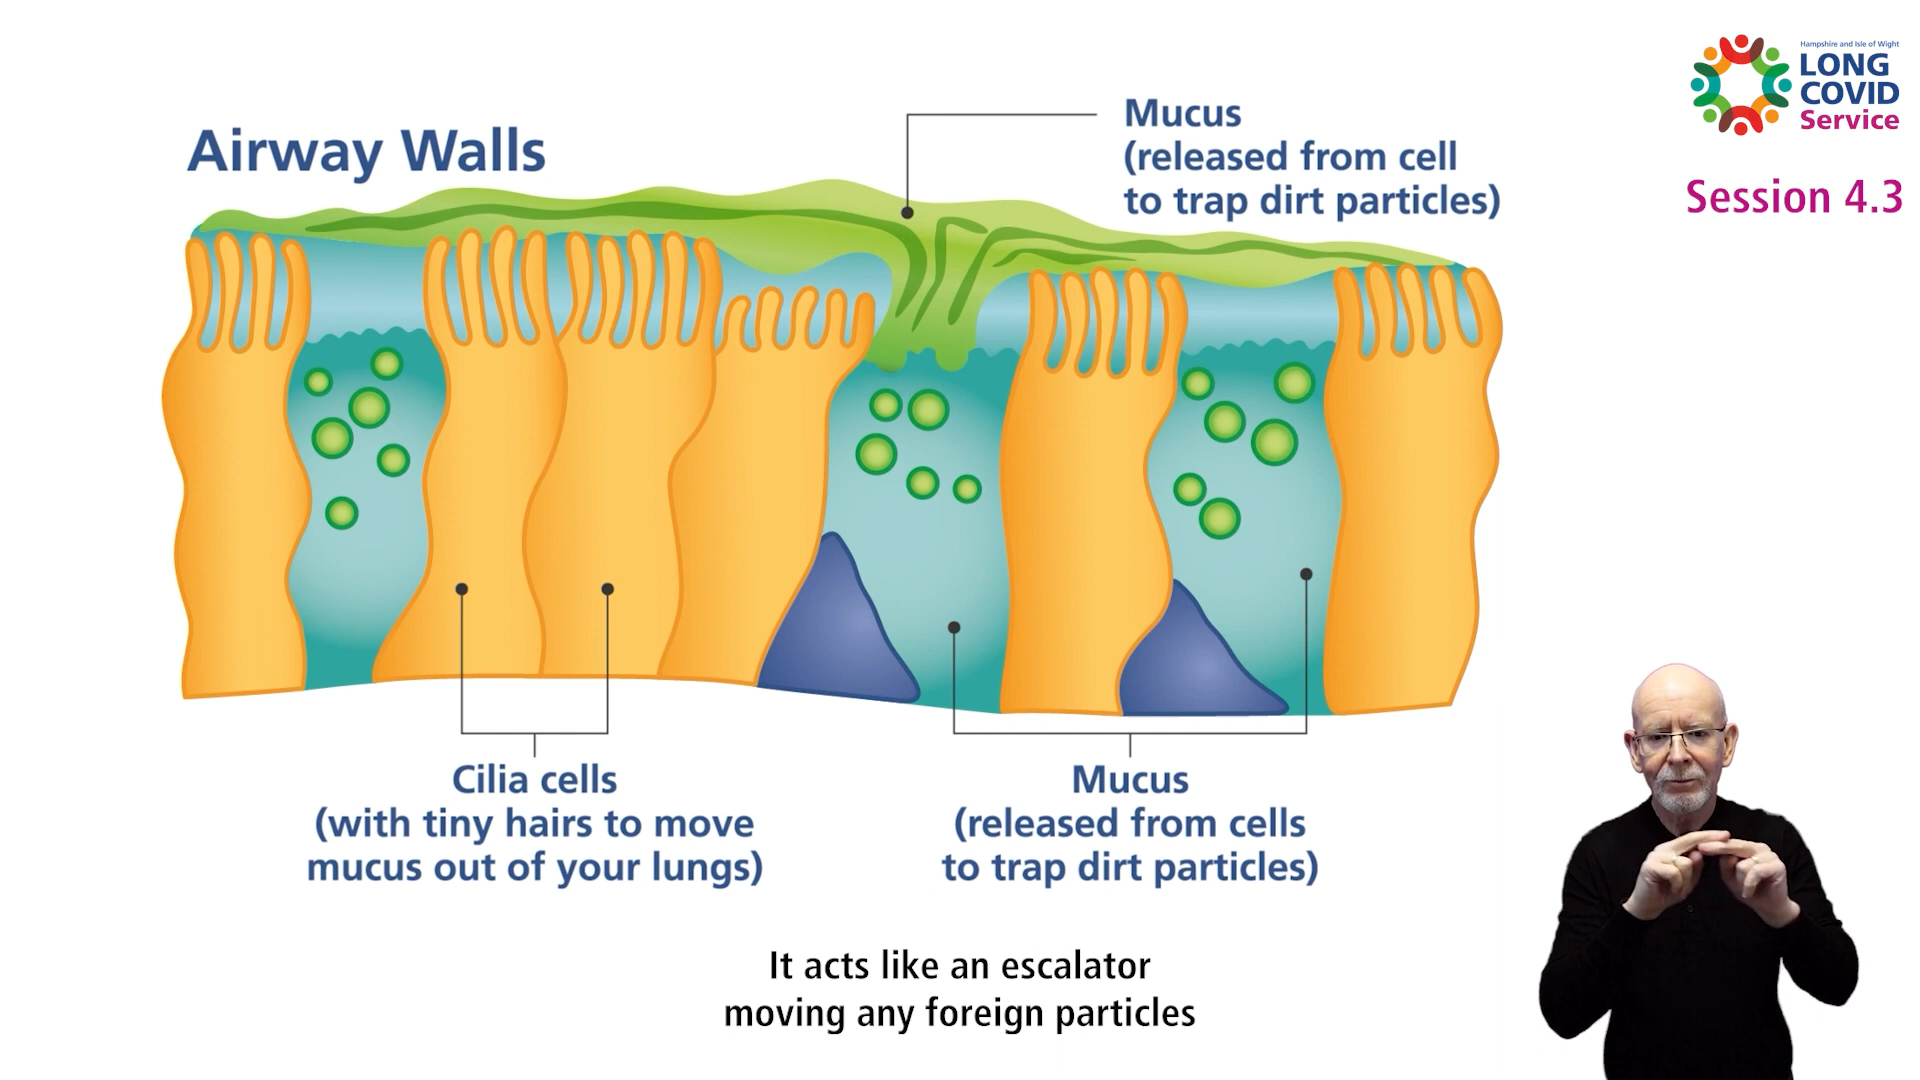 Airway Walls
Mucus
(released from cell
to trap dirt particles)
Hampshire and Isle of Wight
LONG
COVID
Service
Session 4.3
Cilia cells
(with tiny hairs to move
mucus out of your lungs)
Mucus
(released from cells
to trap dirt particles)
It acts like an escalator
moving any foreign particles